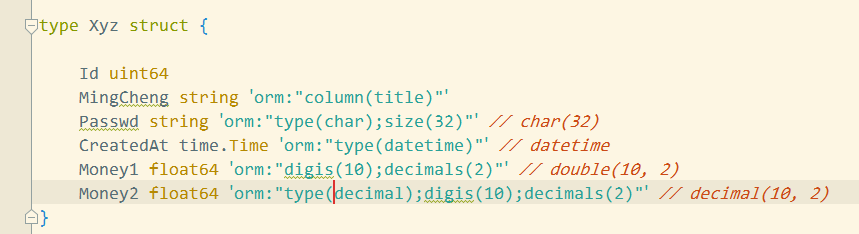 type Xyz struct {
Id uint64
MingCheng string `orm:"column(title)"`
Passwd string `orm:"type(char);size(32)"` // char(32)
CreatedAt time.Time `orm:"type(datetime)"` // datetime
Money1 float64 `orm:"digis(10);decimals(2)"` // double(10, 2)
Money2 float64 `orm:"type(decimal);digis(10);decimals(2)"` // decimal(10, 2)
}